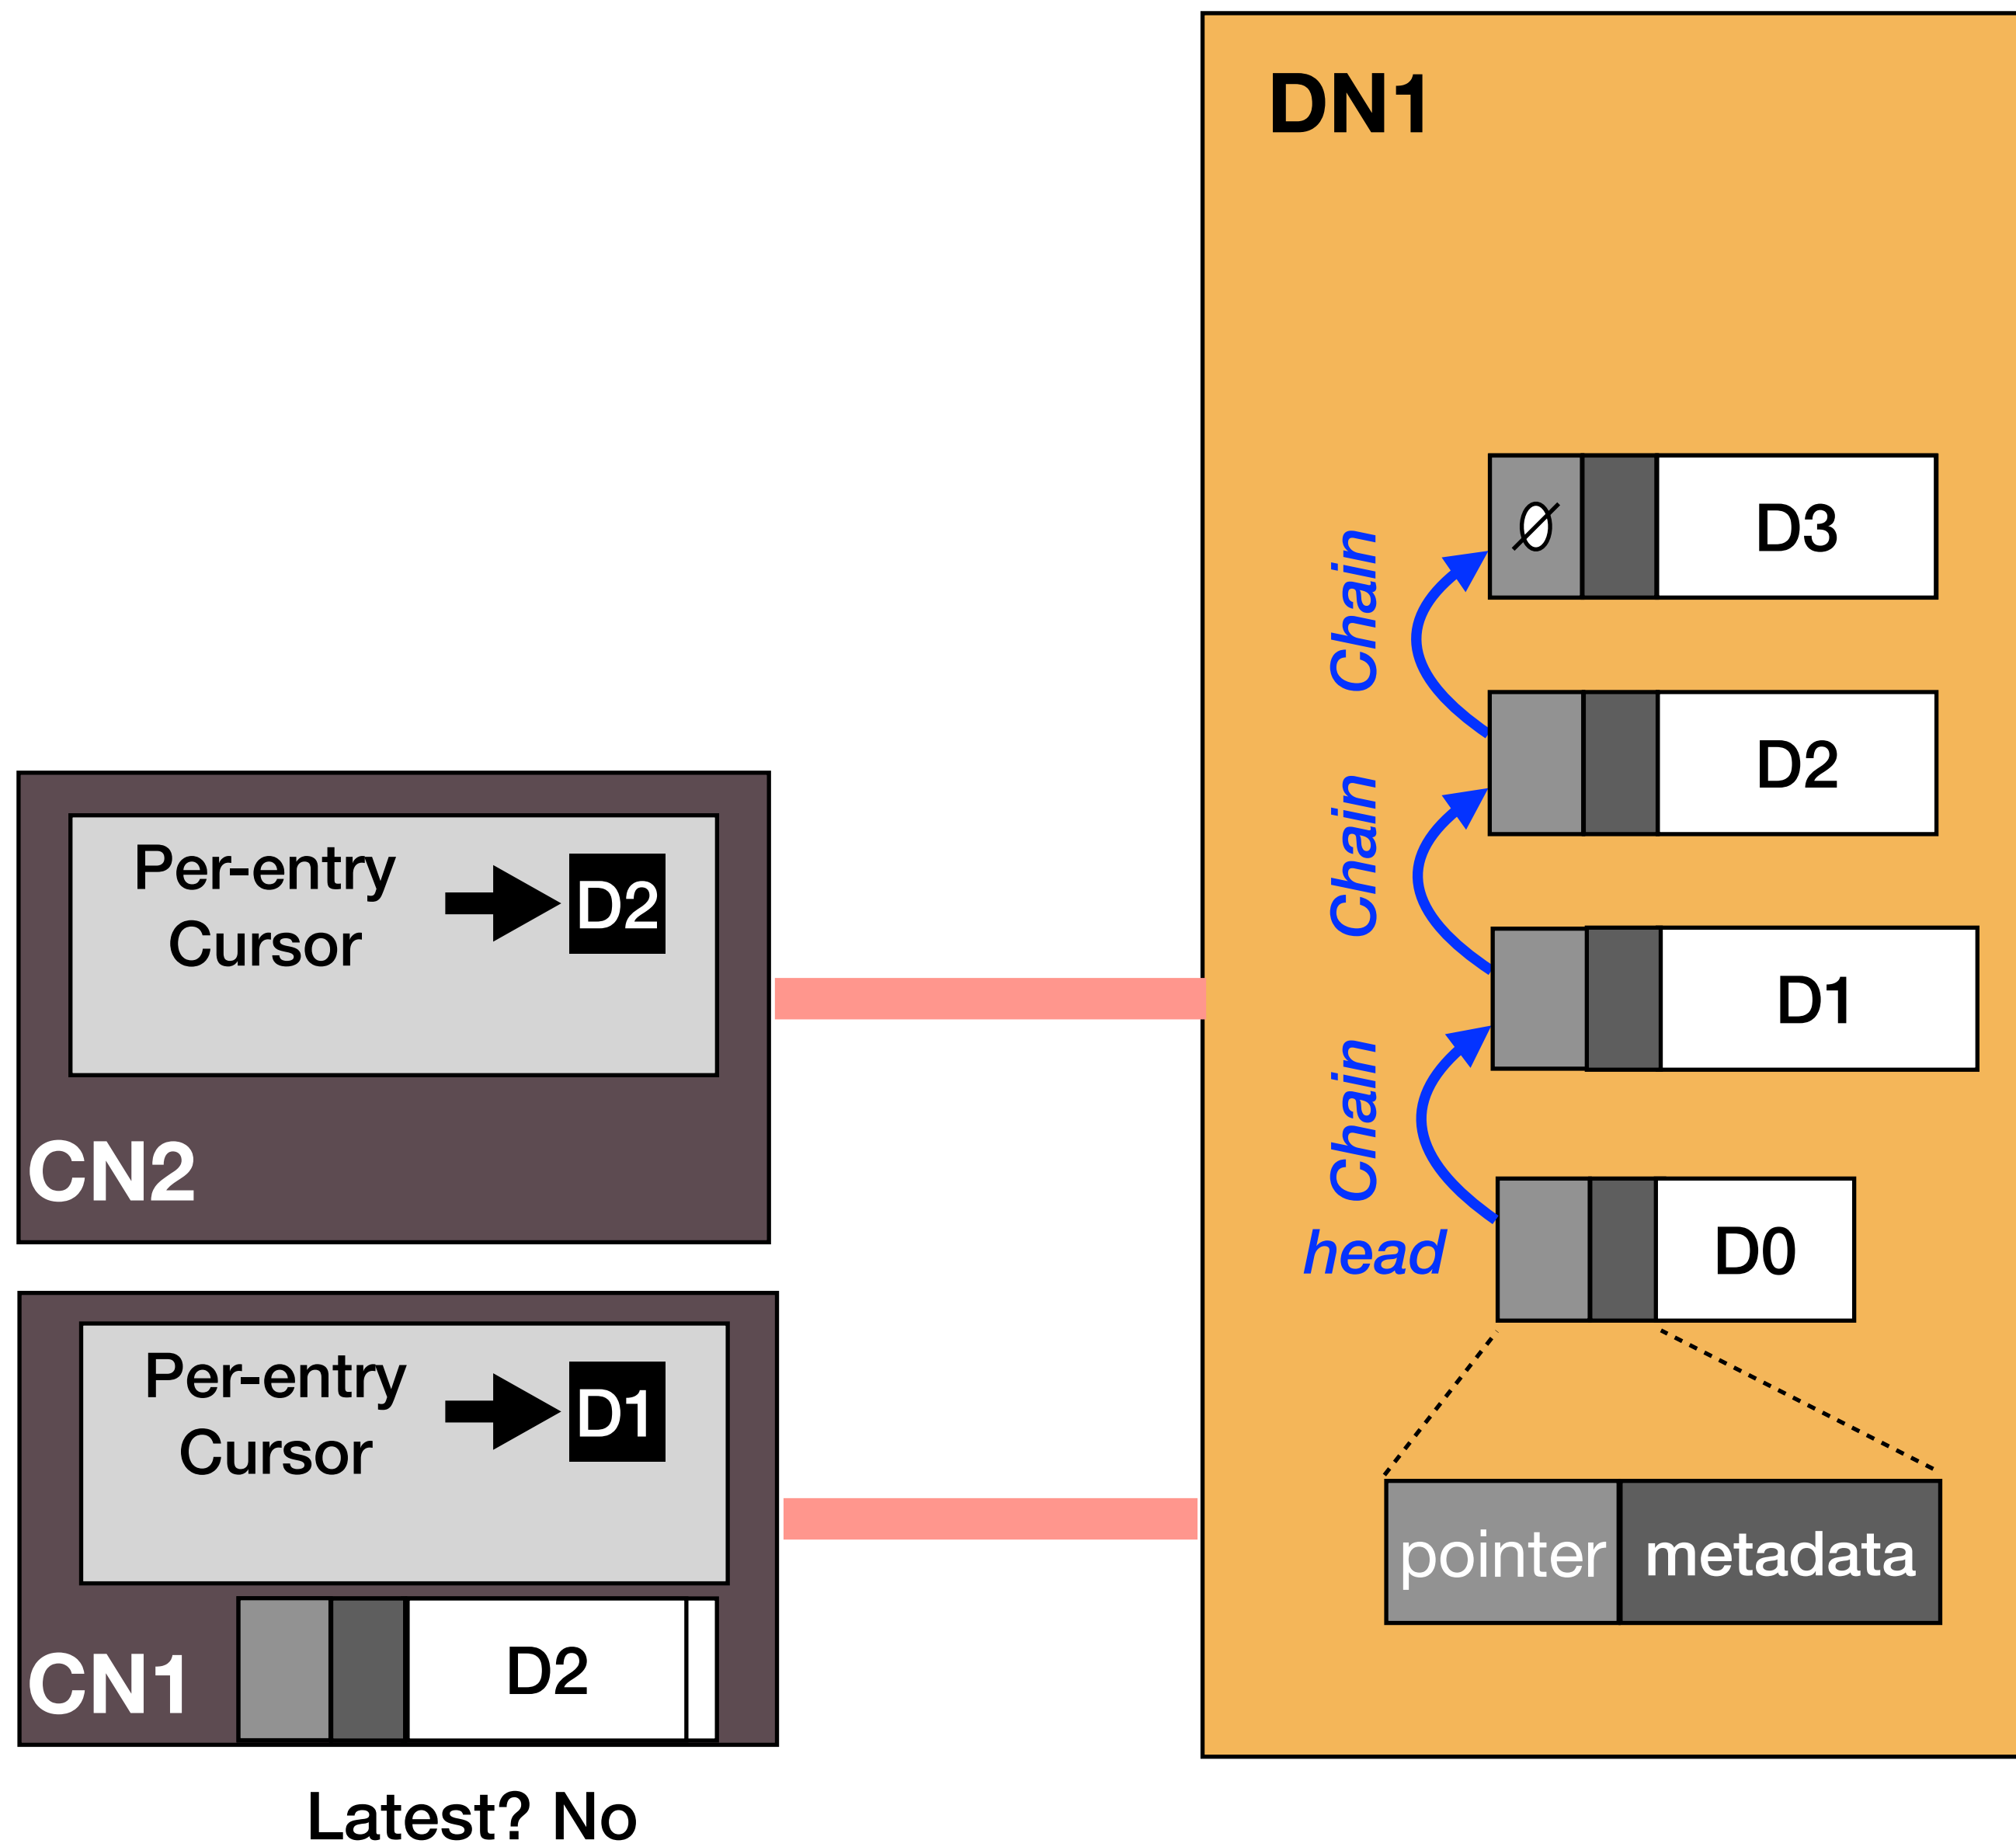 DN1
D3
Chain
D2
Chain
D1
Chain
head
D0
pointer
metadata
Per-entry
Cursor
D2
CN2
Per-entry
Cursor
D1
CN1
D2
Latest? No